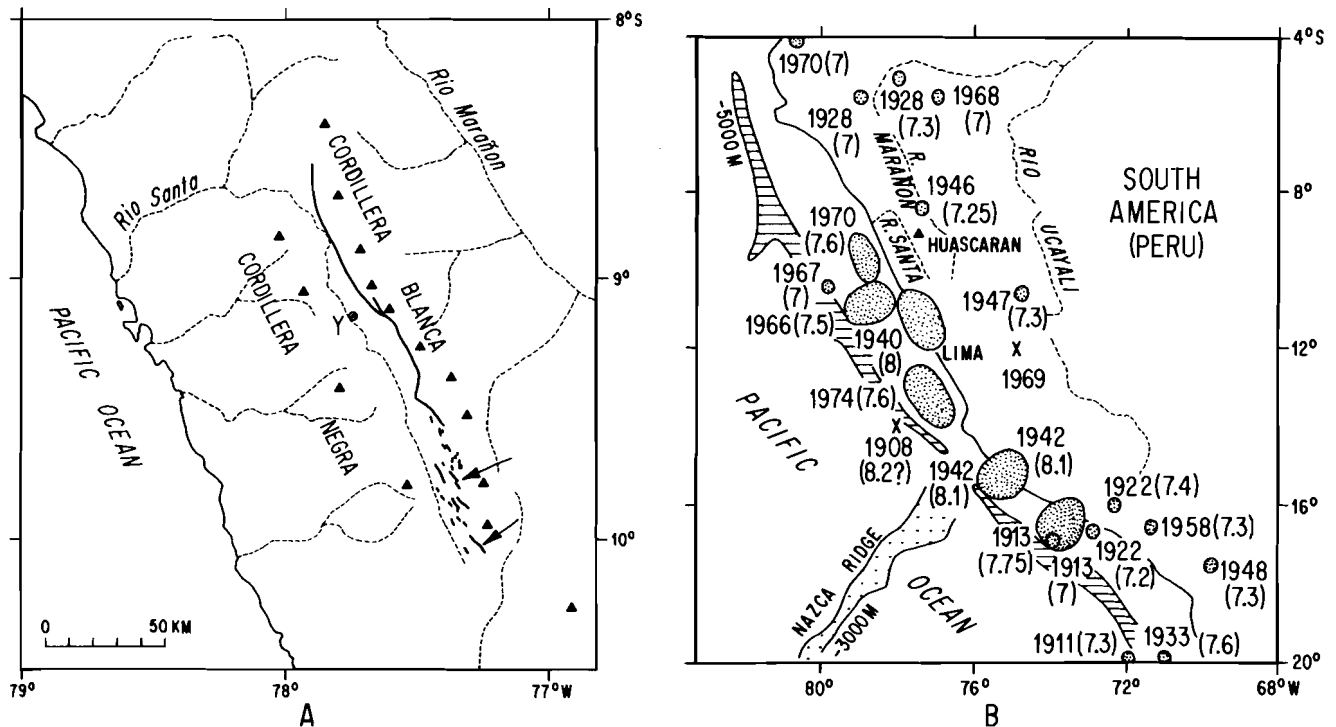 8°S
Rio Marañon
CORDILLERA
Rio Santa
9°
CORDILLERA
BLANCA
Y
PACIFIC OCEAN
NEGRA
10°
0 50 KM
79° 78° 77°W
A
4°S
1970(7)
-5000M
1928 (7)
1928 (7.3)
1968 (7)
R. MARAÑON
RIO UCAYALI
8°
1946 (7.25)
SOUTH
AMERICA
(PERU)
1970 (7.6)
R. SANTA
HUASCARAN
1967 (7)
1947 (7.3)
1966 (7.5)
1940 (8)
LIMA
12°
1969
1974 (7.6)
PACIFIC
1908 (8.2?)
1942 (8.1)
1942 (8.1)
1922 (7.4)
16°
1958 (7.3)
1913 (7.75)
1913 (7)
1922 (7.2)
1948 (7.3)
NAZCA RIDGE
OCEAN
-3000M
1911 (7.3)
1933 (7.6)
20°
80° 76° 72° 68°W
B